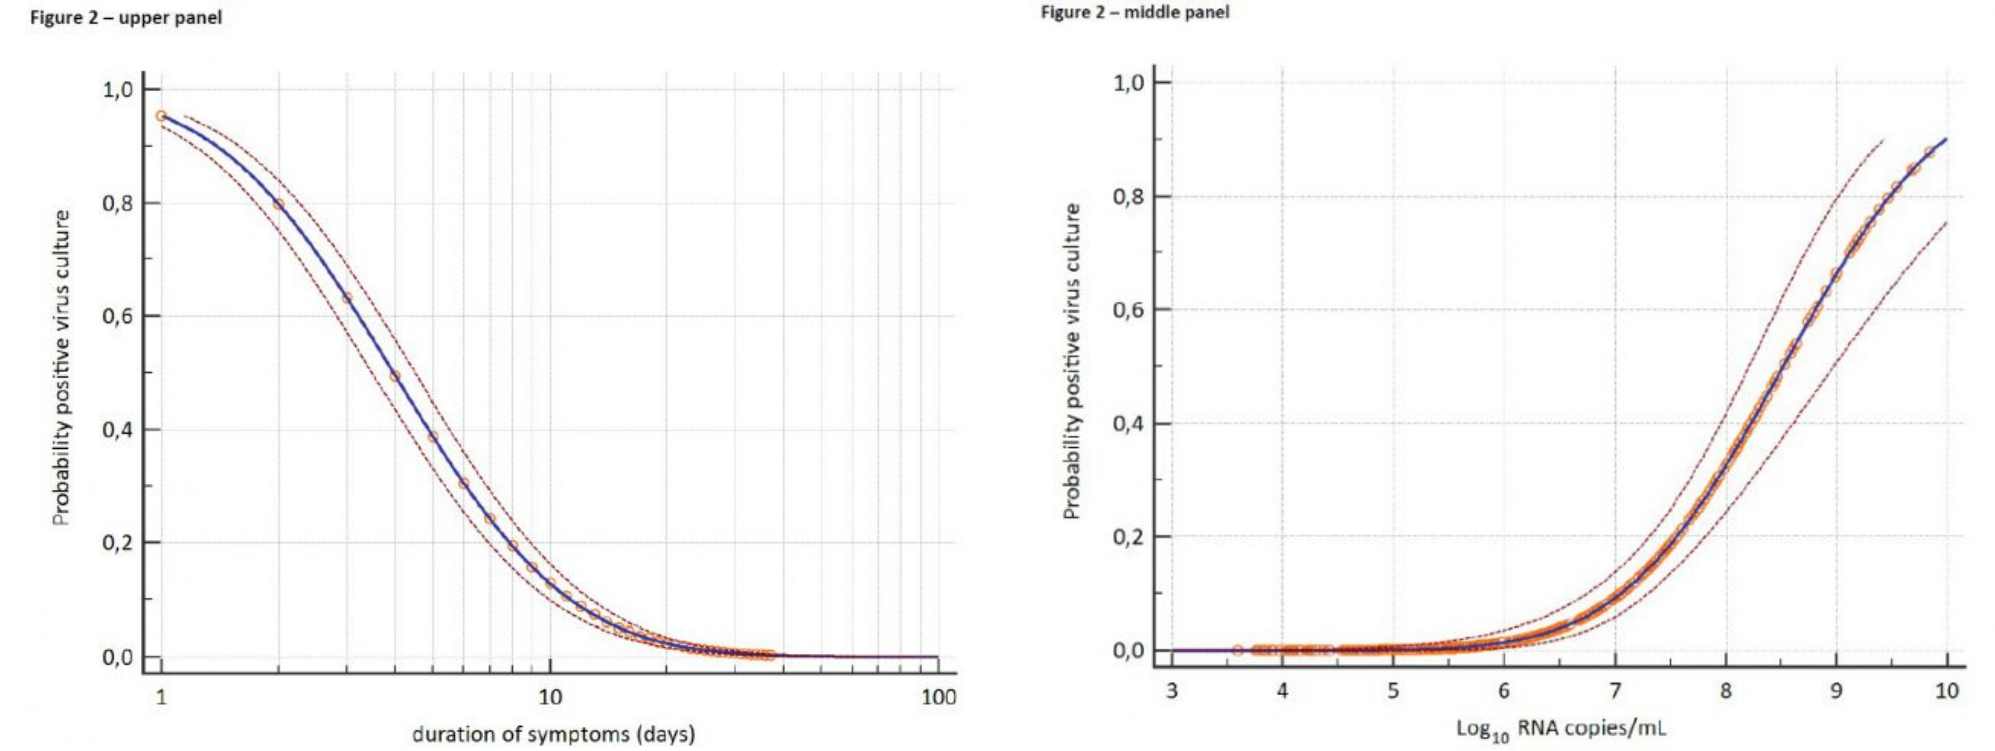 Figure 2 – upper panel
Probability positive virus culture
1,0
0,8
0,6
0,4
0,2
0,0
1 10 100
duration of symptoms (days)
Figure 2 – middle panel
Probability positive virus culture
1,0
0,8
0,6
0,4
0,2
0,0
3 4 5 6 7 8 9 10
Log10 RNA copies/mL